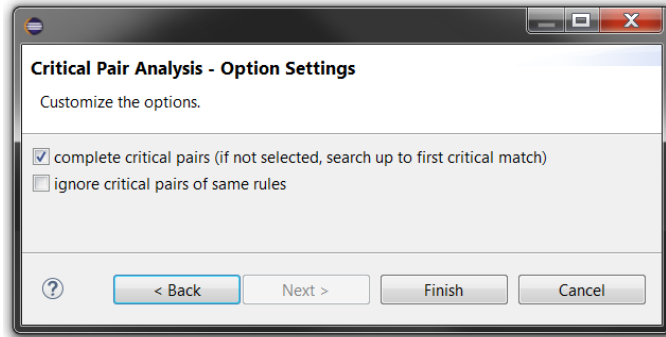 Critical Pair Analysis - Option Settings
Customize the options.
complete critical pairs (if not selected, search up to first critical match)
ignore critical pairs of same rules
? < Back Next > Finish Cancel